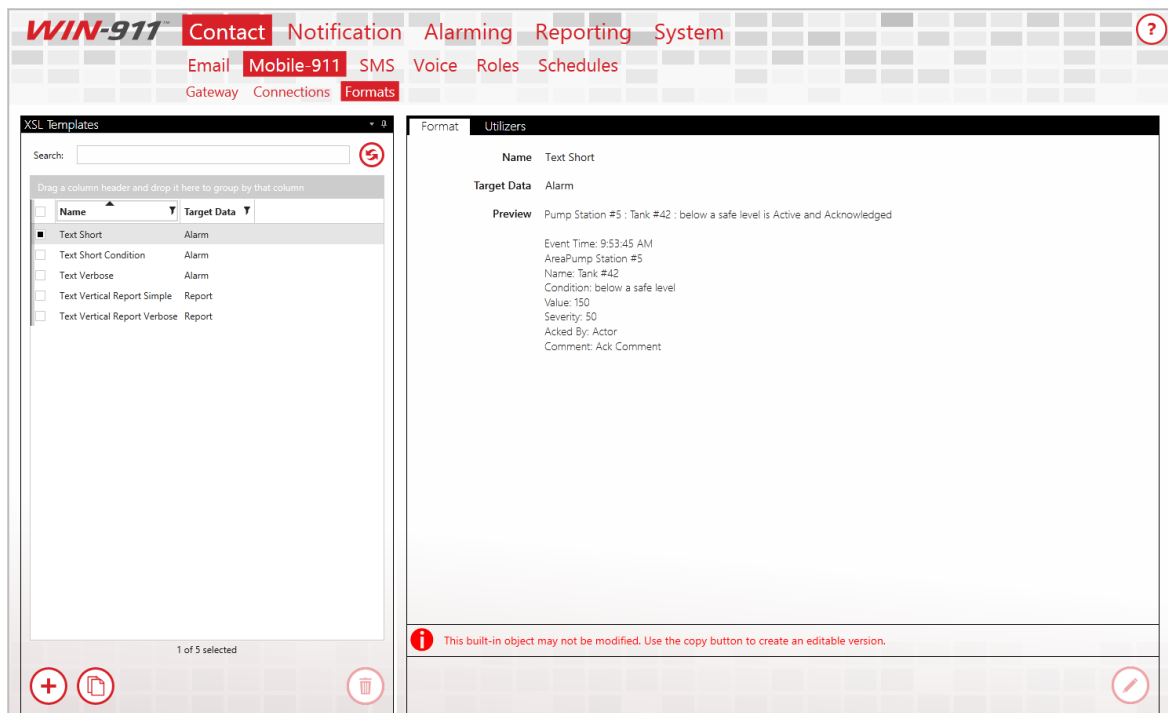 WIN-911™ Contact Notification Alarming Reporting System ?
Email Mobile-911 SMS Voice Roles Schedules
Gateway Connections Formats
XSL Templates
Search:
Drag a column header and drop it here to group by that column
Name Target Data
Text Short Alarm
Text Short Condition Alarm
Text Verbose Alarm
Text Vertical Report Simple Report
Text Vertical Report Verbose Report
1 of 5 selected
Format Utilizers
Name Text Short
Target Data Alarm
Preview Pump Station #5 : Tank #42 : below a safe level is Active and Acknowledged
Event Time: 9:53:45 AM
AreaPump Station #5
Name: Tank #42
Condition: below a safe level
Value: 150
Severity: 50
Acked By: Actor
Comment: Ack Comment
This built-in object may not be modified. Use the copy button to create an editable version.